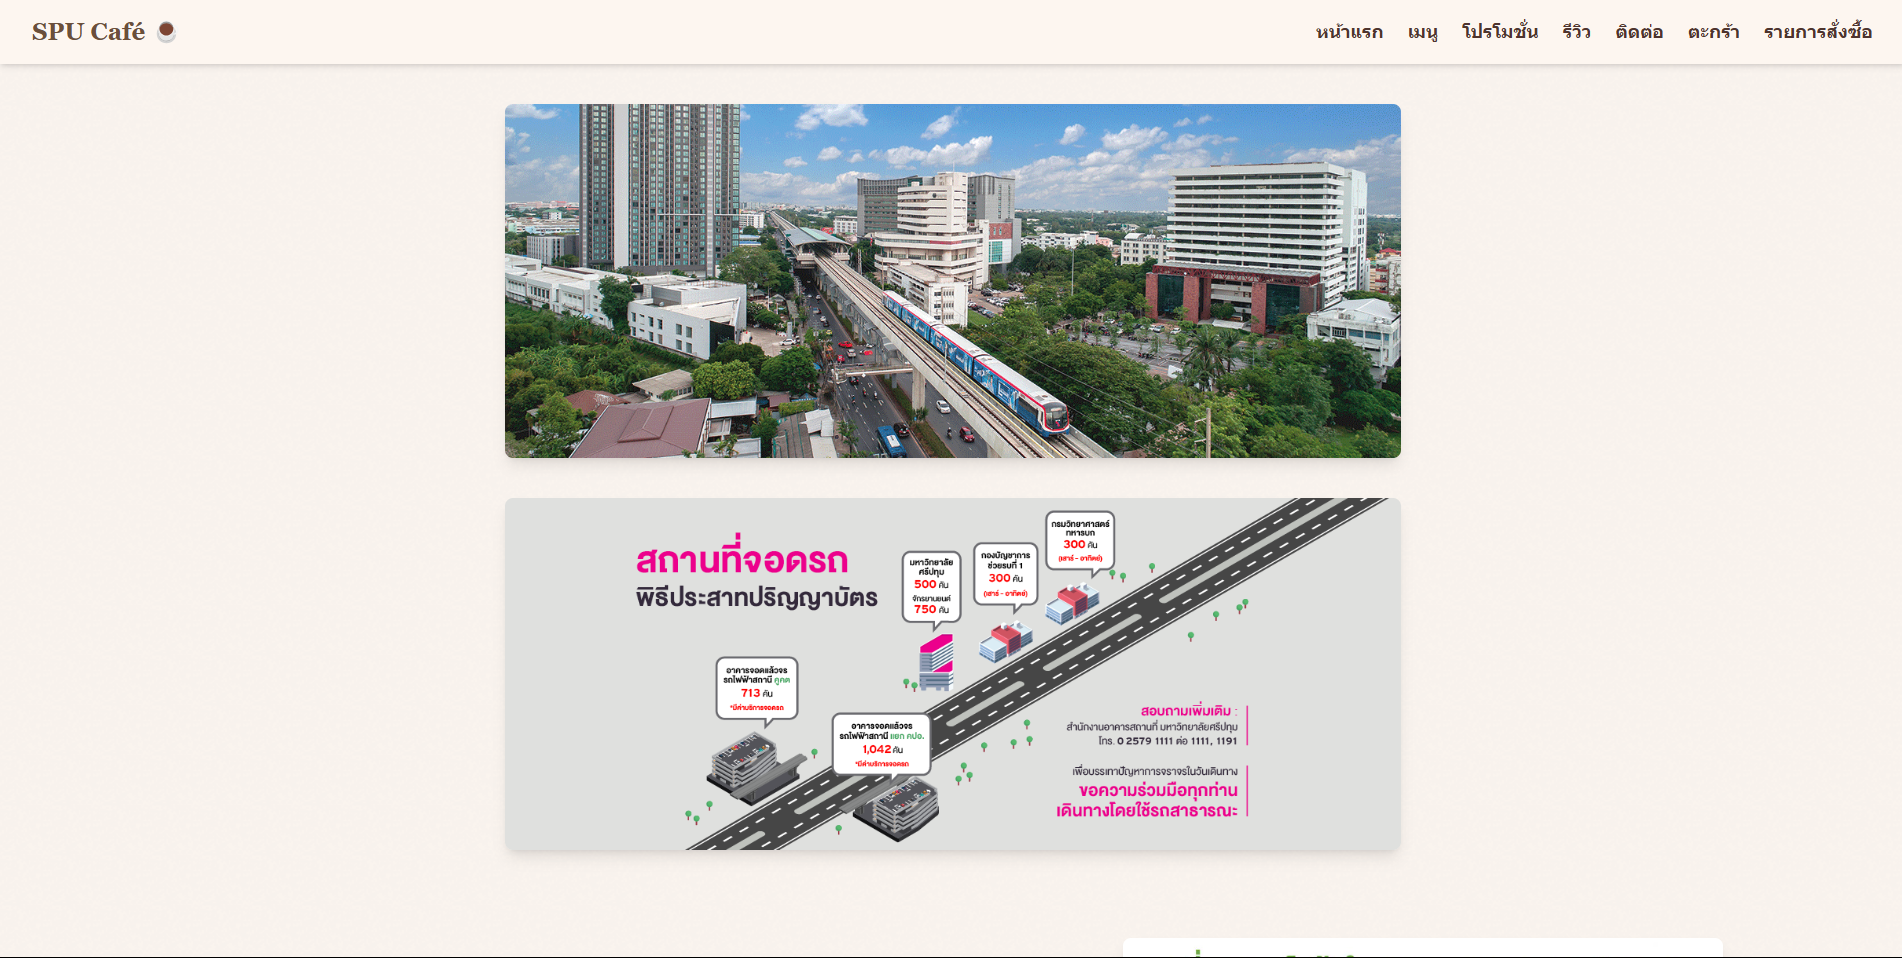 SPU Café
หน้าแรก เมนู โปรโมชั่น รีวิว ติดต่อ ตะกร้า รายการสั่งซื้อ
สถานที่จอดรถ
พิธีประสาทปริญญาบัตร
กรมวิทยาศาสตร์
ทหารบก
300 คัน
(เสาร์ - อาทิตย์)
กองบัญชาการ
ช่วยรบที่ 1
300 คัน
(เสาร์ - อาทิตย์)
มหาวิทยาลัย
ศรีปทุม
500 คัน
จักรยานยนต์
750 คัน
อาคารจอดแล้วจร
รถไฟฟ้าสถานี คูคต
713 คัน
*มีค่าบริการจอดรถ
อาคารจอดแล้วจร
รถไฟฟ้าสถานี แยก คปอ.
1,042 คัน
*มีค่าบริการจอดรถ
สอบถามเพิ่มเติม :
สำนักงานอาคารสถานที่ มหาวิทยาลัยศรีปทุม
โทร. 0 2579 1111 ต่อ 1111, 1191
เพื่อบรรเทาปัญหาการจราจรในวันเดินทาง
ขอความร่วมมือทุกท่าน
เดินทางโดยใช้รถสาธารณะ